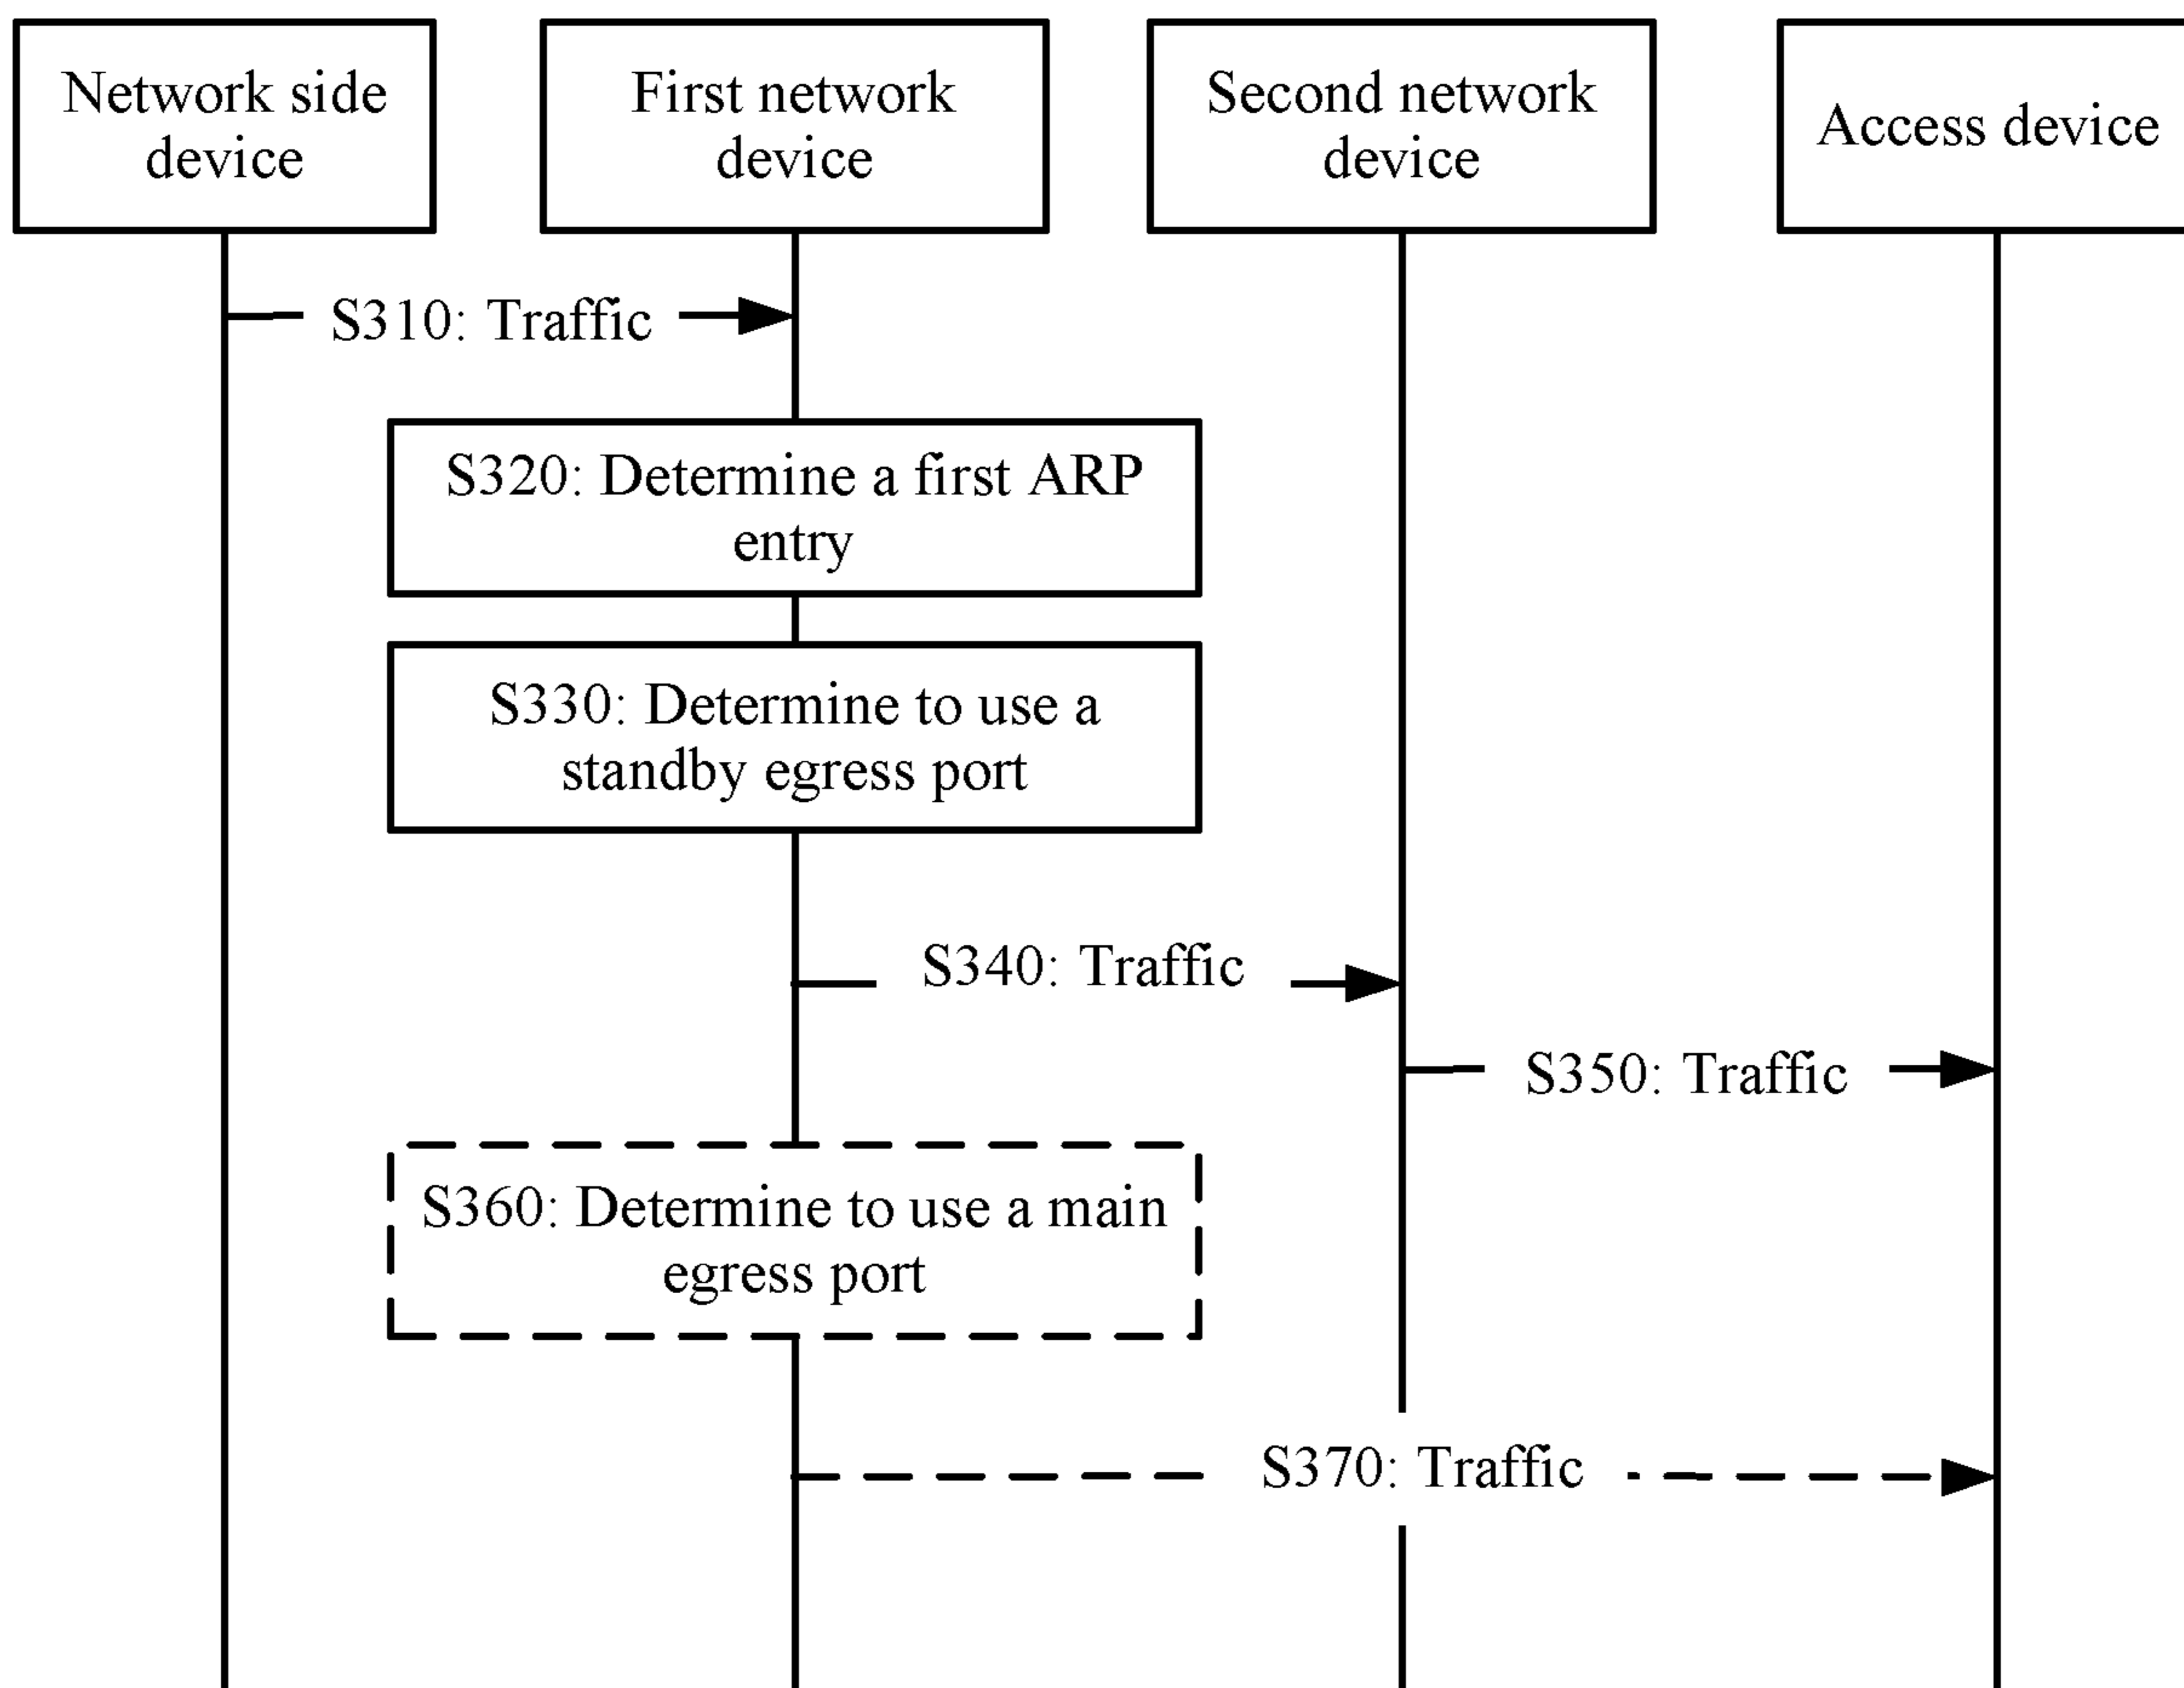 Network side
device
First network
device
Second network
device
Access device
S310: Traffic
S320: Determine a first ARP
entry
S330: Determine to use a
standby egress port
S340: Traffic
S350: Traffic
S360: Determine to use a main
egress port
S370: Traffic